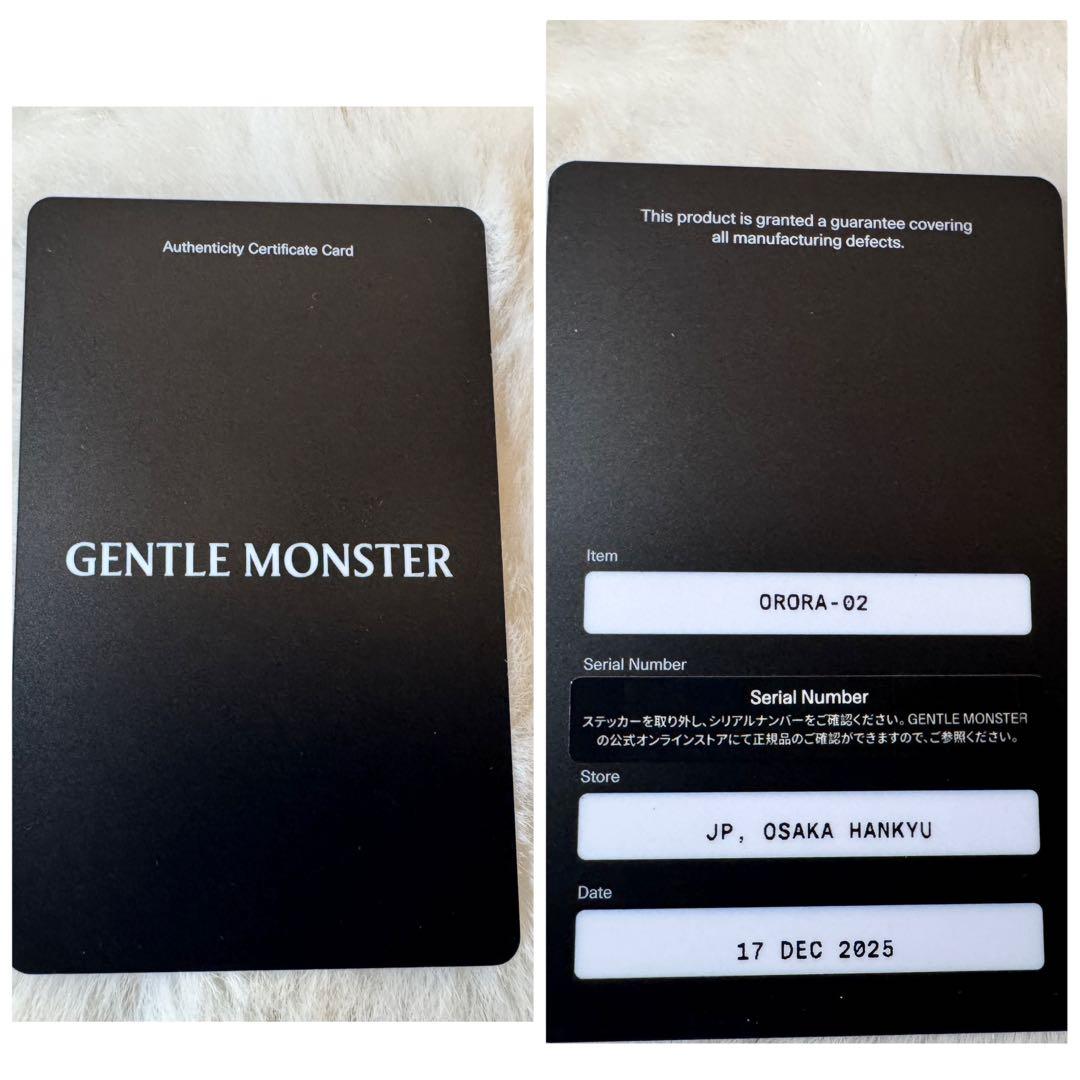 Authenticity Certificate Card
GENTLE MONSTER
This product is granted a guarantee covering
all manufacturing defects.
Item
ORORA-02
Serial Number
Serial Number
ステッカーを取り外し、シリアルナンバーをご確認ください。GENTLE MONSTER
の公式オンラインストアにて正規品のご確認ができますので、ご参照ください。
Store
JP, OSAKA HANKYU
Date
17 DEC 2025